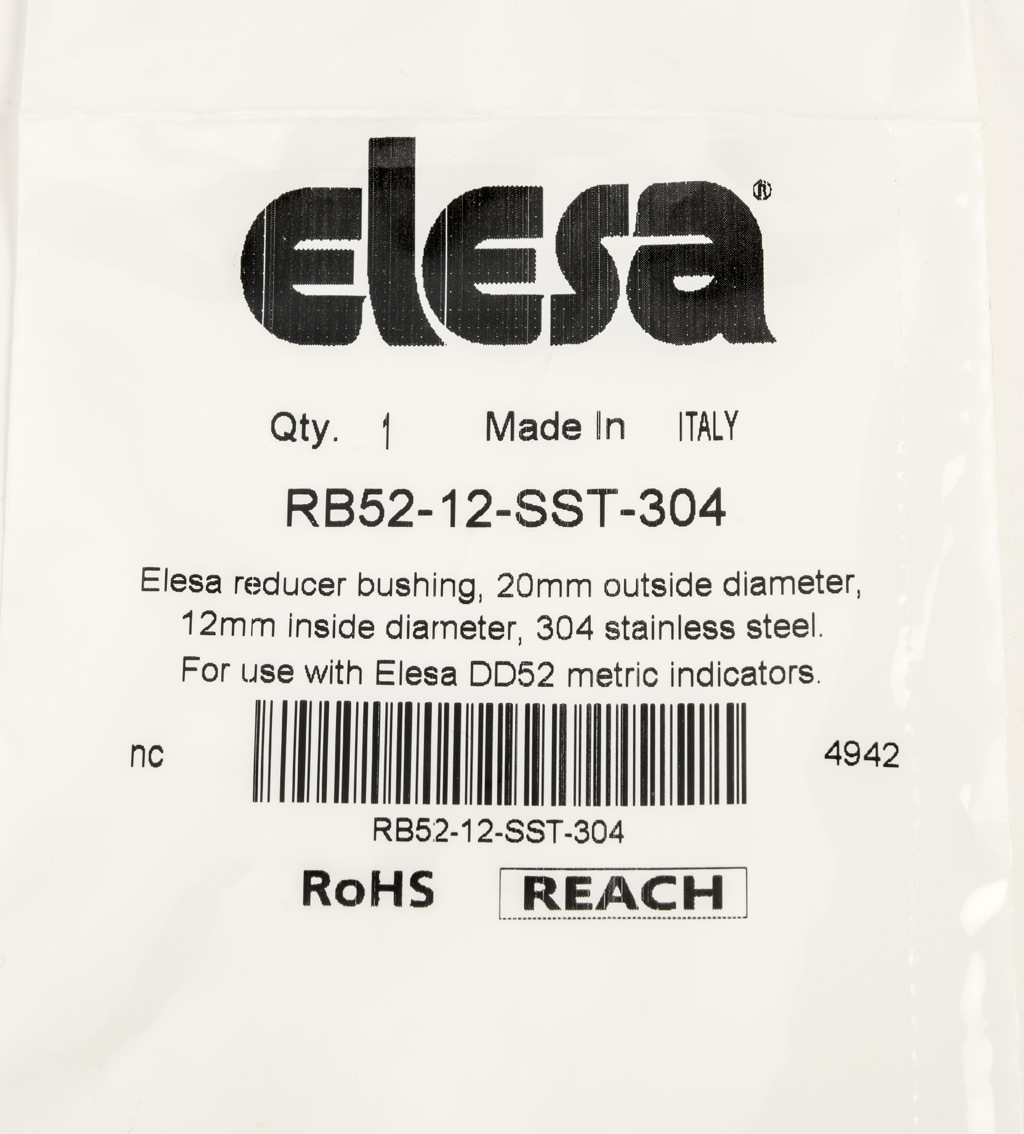 elesa®
Qty. 1 Made In ITALY
RB52-12-SST-304
Elesa reducer bushing, 20mm outside diameter,
12mm inside diameter, 304 stainless steel.
For use with Elesa DD52 metric indicators.
nc 4942
RB52-12-SST-304
RoHS REACH